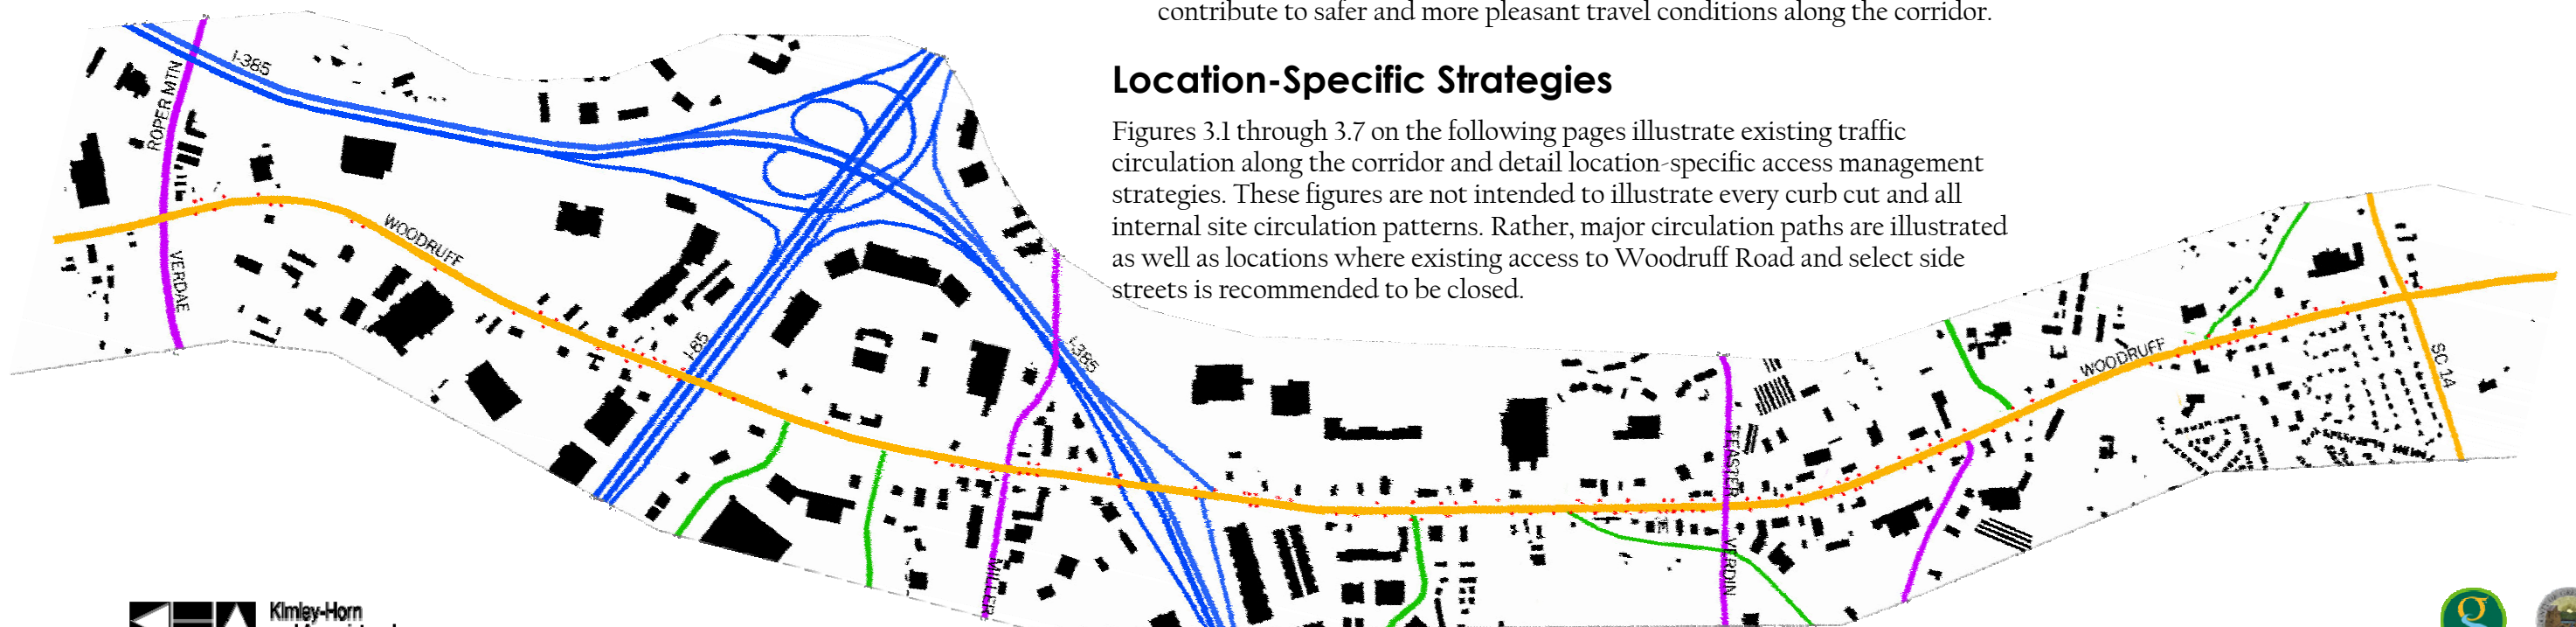 contribute to safer and more pleasant travel conditions along the corridor.
Location-Specific Strategies
Figures 3.1 through 3.7 on the following pages illustrate existing traffic
circulation along the corridor and detail location-specific access management
strategies. These figures are not intended to illustrate every curb cut and all
internal site circulation patterns. Rather, major circulation paths are illustrated
as well as locations where existing access to Woodruff Road and select side
streets is recommended to be closed.
I-385
ROPER MTN
WOODRUFF
VERDAE
I-85
I-385
MILLER
FEASTER
VERDIN
WOODRUFF
SC 14
Kimley-Horn